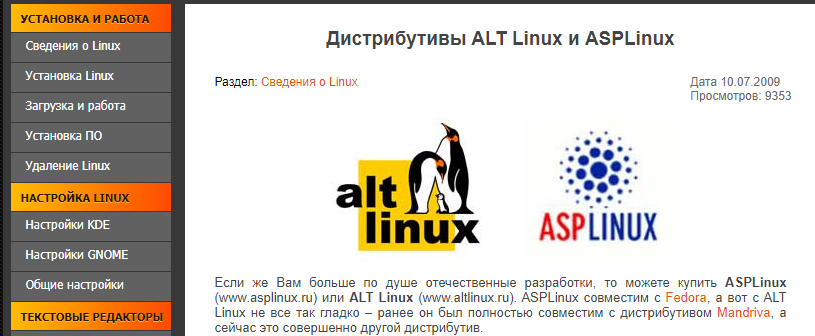 УСТАНОВКА И РАБОТА
Сведения о Linux
Установка Linux
Загрузка и работа
Установка ПО
Удаление Linux
НАСТРОЙКА LINUX
Настройки KDE
Настройки GNOME
Общие настройки
ТЕКСТОВЫЕ РЕДАКТОРЫ
Дистрибутивы ALT Linux и ASPLinux
Раздел: Сведения о Linux
Дата 10.07.2009
Просмотров: 9353
alt
linux
ASPLINUX
Если же Вам больше по душе отечественные разработки, то можете купить ASPLinux
(www.asplinux.ru) или ALT Linux (www.altlinux.ru). ASPLinux совместим с Fedora, а вот с ALT
Linux не все так гладко – ранее он был полностью совместим с дистрибутивом Mandriva, а
сейчас это совершенно другой дистрибутив.